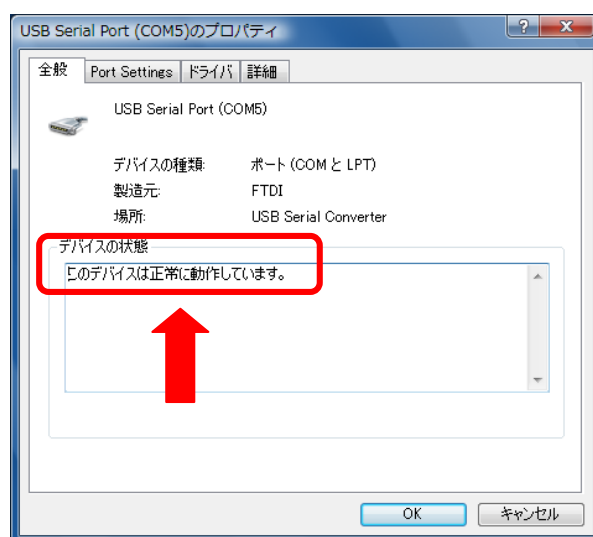 USB Serial Port (COM5)のプロパティ
全般 Port Settings ドライバ 詳細
USB Serial Port (COM5)
デバイスの種類: ポート (COM と LPT)
製造元: FTDI
場所: USB Serial Converter
デバイスの状態
このデバイスは正常に動作しています。
OK キャンセル